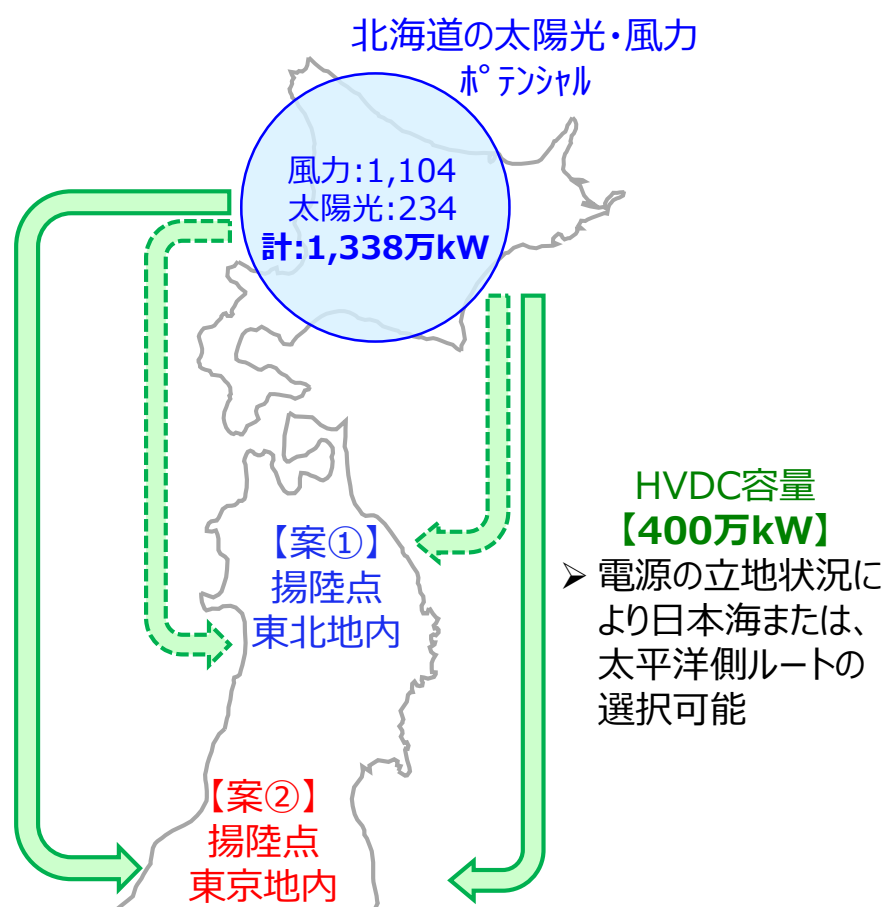 北海道の太陽光・風力
ﾎﾟﾃﾝｼｬﾙ
風力:1,104
太陽光:234
計:1,338万kW
【案①】
揚陸点
東北地内
HVDC容量
【400万kW】
➢ 電源の立地状況に
より日本海または、
太平洋側ルートの
選択可能
【案②】
揚陸点
東京地内